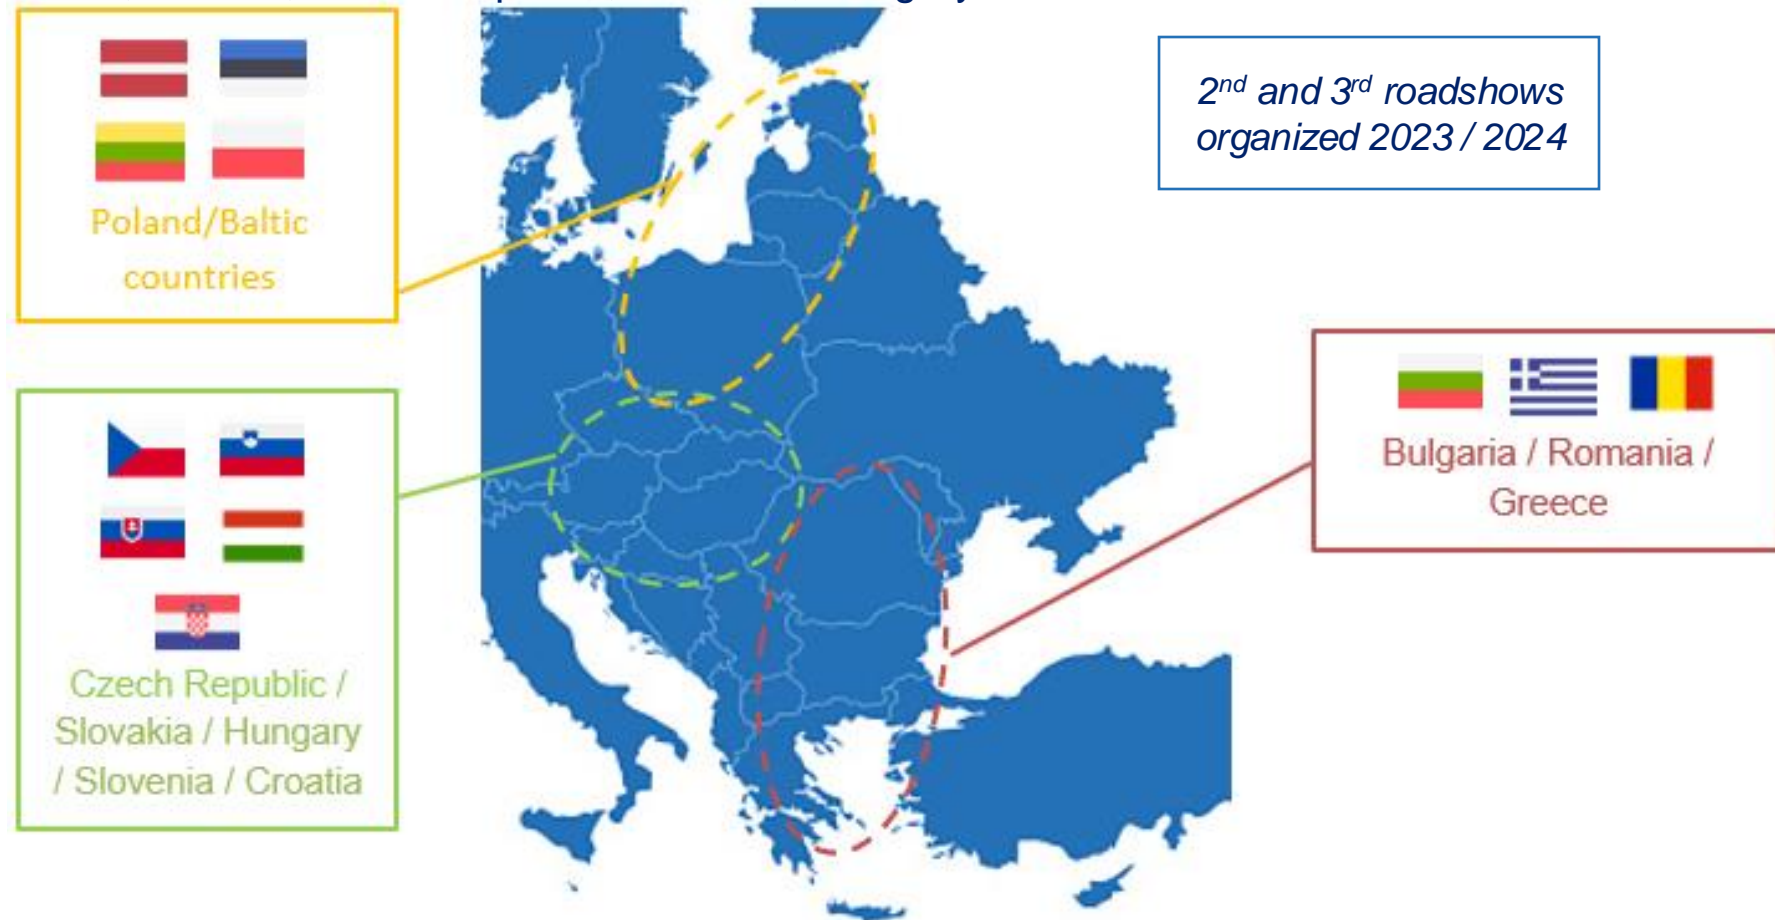 2nd and 3rd roadshows
organized 2023 / 2024
Poland/Baltic
countries
Bulgaria / Romania /
Greece
Czech Republic /
Slovakia / Hungary
/ Slovenia / Croatia